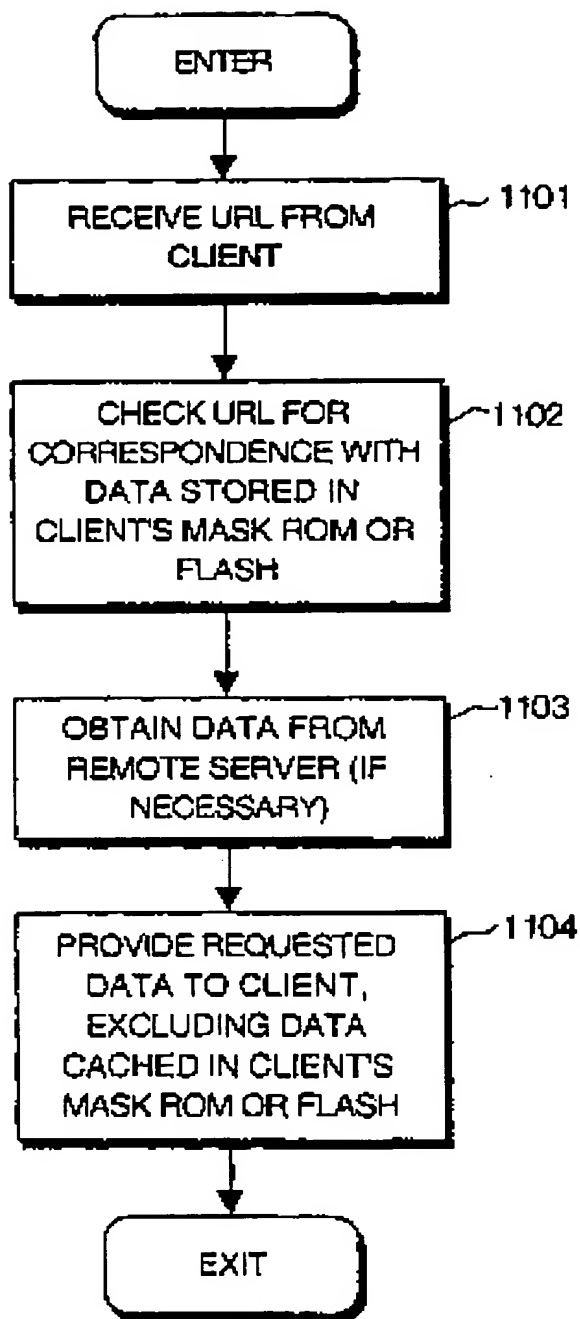 ENTER
RECEIVE URL FROM
CLIENT
1101
CHECK URL FOR
CORRESPONDENCE WITH
DATA STORED IN
CLIENT'S MASK ROM OR
FLASH
1102
OBTAIN DATA FROM
REMOTE SERVER (IF
NECESSARY)
1103
PROVIDE REQUESTED
DATA TO CLIENT,
EXCLUDING DATA
CACHED IN CLIENT'S
MASK ROM OR FLASH
1104
EXIT